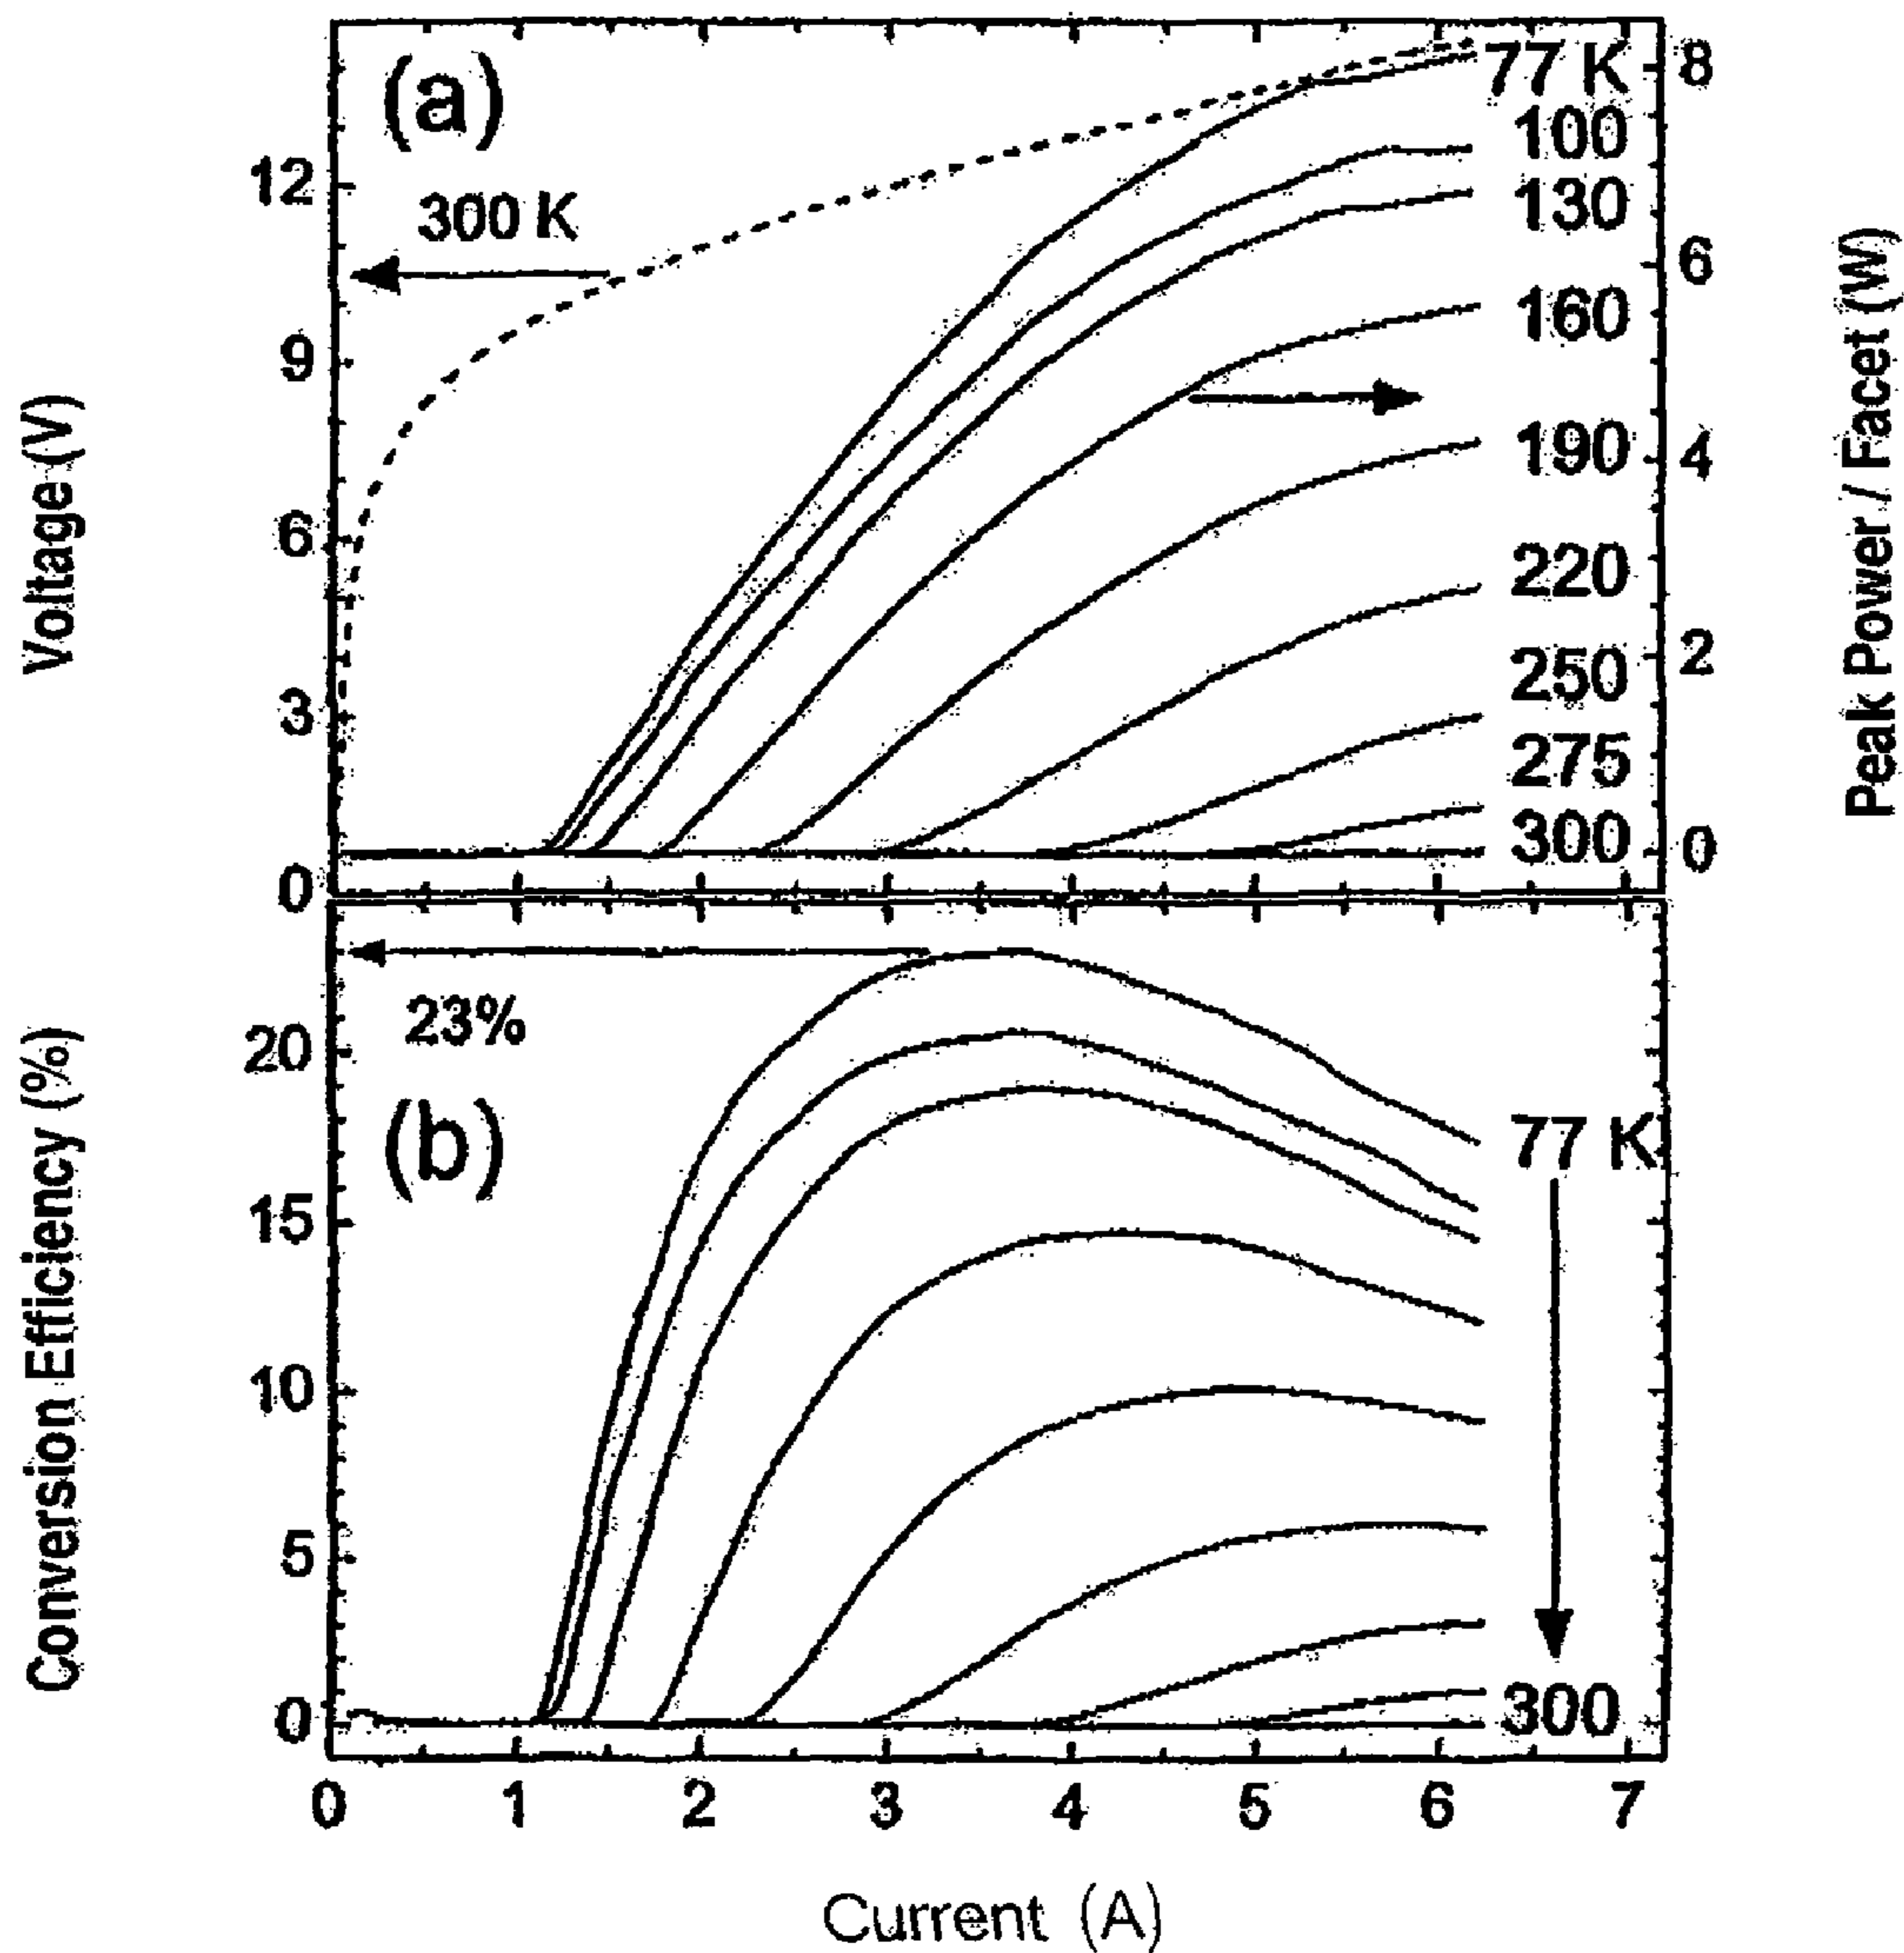 (a)
Voltage (V)
12
9
6
3
0
300 K
77 K
100
130
160
190
220
250
275
300
8
6
4
2
0
Peak Power / Facet (W)
(b)
Conversion Efficiency (%)
20
15
10
5
0
23%
77 K
300
0 1 2 3 4 5 6 7
Current (A)